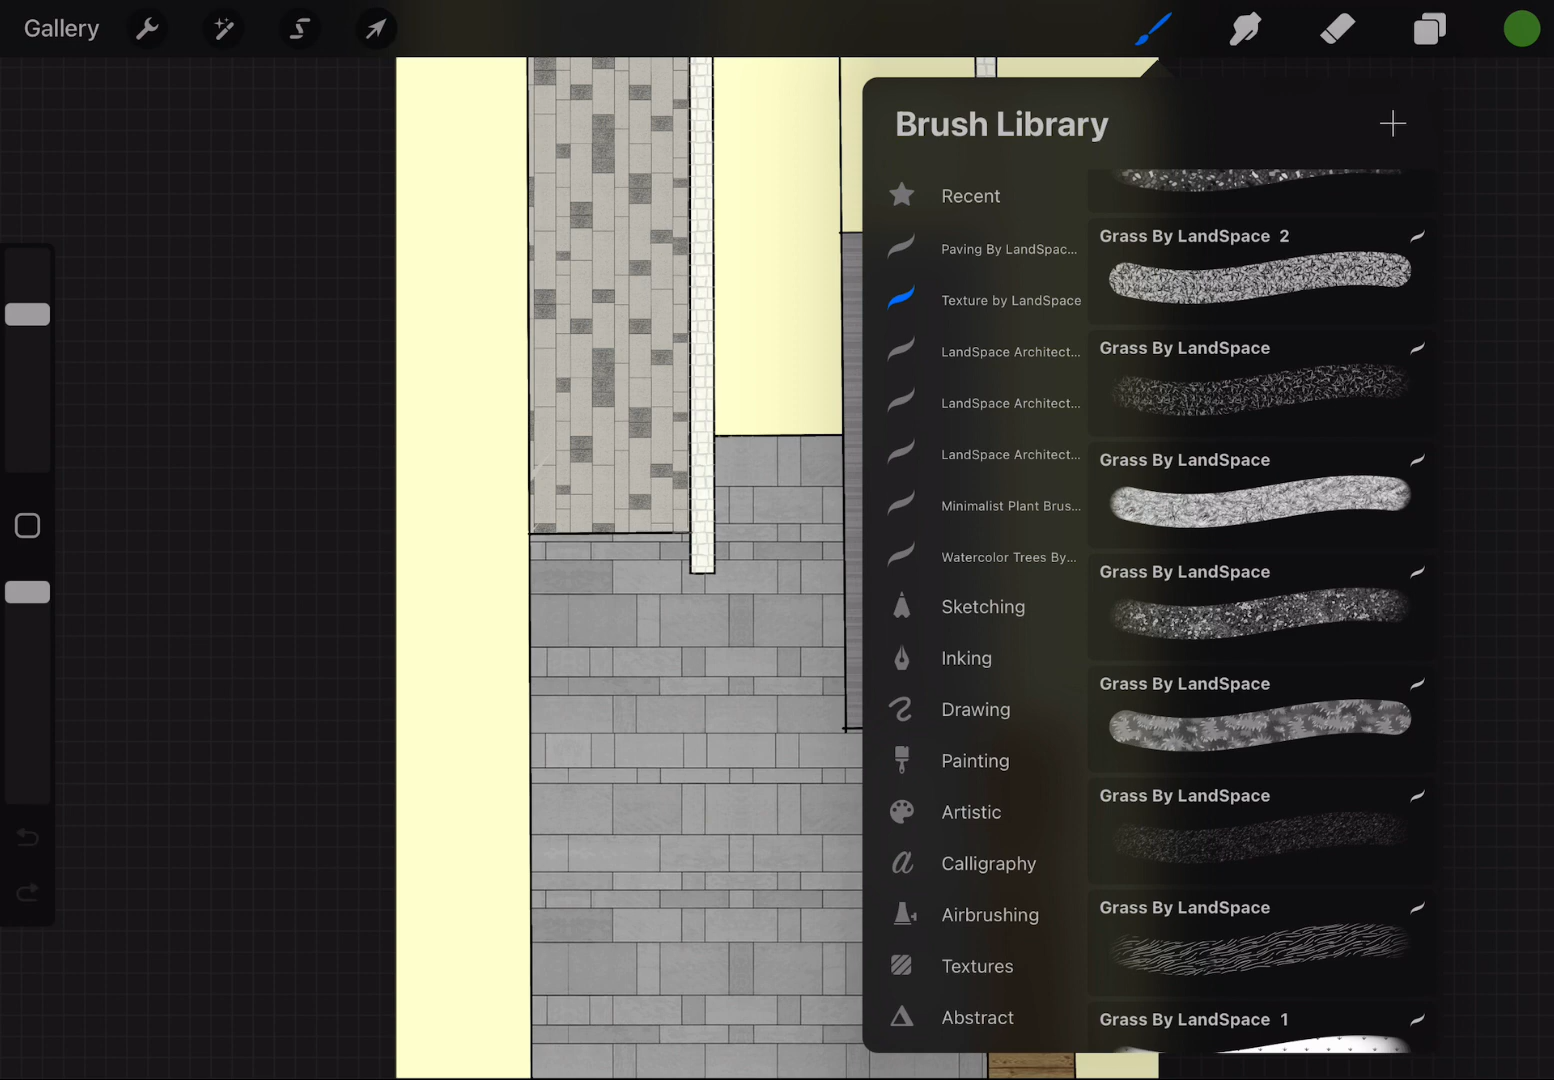 Gallery
Brush Library
Recent
Paving By LandSpac...
Texture by LandSpace
LandSpace Architect...
LandSpace Architect...
LandSpace Architect...
Minimalist Plant Brus...
Watercolor Trees By...
Sketching
Inking
Drawing
Painting
Artistic
Calligraphy
Airbrushing
Textures
Abstract
Grass By LandSpace 2
Grass By LandSpace
Grass By LandSpace
Grass By LandSpace
Grass By LandSpace
Grass By LandSpace
Grass By LandSpace
Grass By LandSpace 1